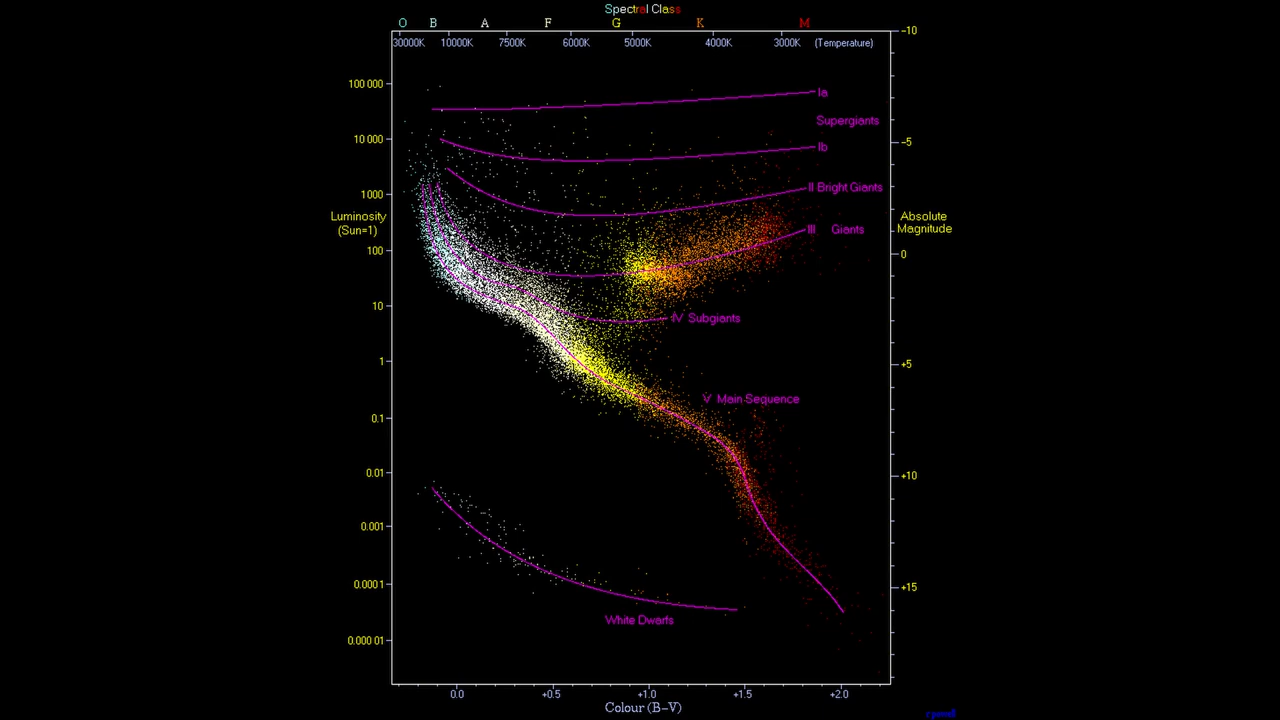 Spectral Class
O B A F G K M
30000K 10000K 7500K 6000K 5000K 4000K 3000K (Temperature)
-10
100 000
Ia
Supergiants
10 000
-5
Ib
1000
II Bright Giants
Luminosity
(Sun=1)
Absolute
Magnitude
III Giants
100
0
10
IV Subgiants
1
+5
V Main Sequence
0.1
0.01
+10
0.001
0.0001
+15
White Dwarfs
0.000 01
0.0 +0.5 +1.0 +1.5 +2.0
Colour (B-V)